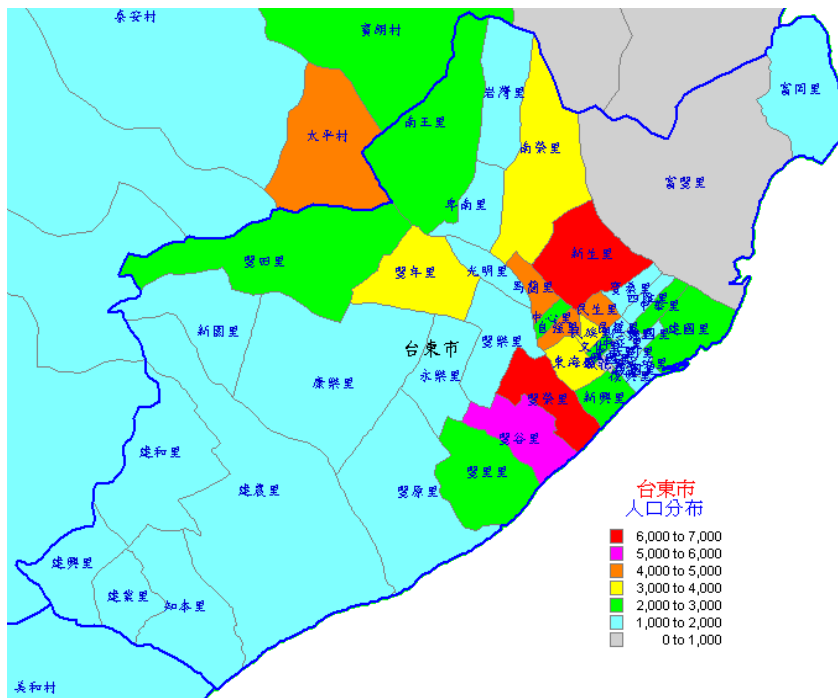 泰安村
賓朗村
岩灣里
富岡里
南王里
太平村
南榮里
富豐里
卑南里
新生里
豐田里
豐年里
光明里
馬蘭里
寶桑里
四維里
中華里
民生里
中心里
自強里
建國里
新園里
台東市
豐樂里
康樂里
永樂里
東海里
豐榮里
新興里
豐谷里
建和里
豐里里
建農里
豐原里
建興里
建業里
知本里
美和村
台東市
人口分布
6,000 to 7,000
5,000 to 6,000
4,000 to 5,000
3,000 to 4,000
2,000 to 3,000
1,000 to 2,000
0 to 1,000